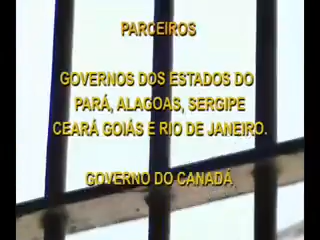 PARCEIROS
GOVERNOS DOS ESTADOS DO
PARÁ, ALAGOAS, SERGIPE
CEARÁ GOIÁS E RIO DE JANEIRO.
GOVERNO DO CANADÁ